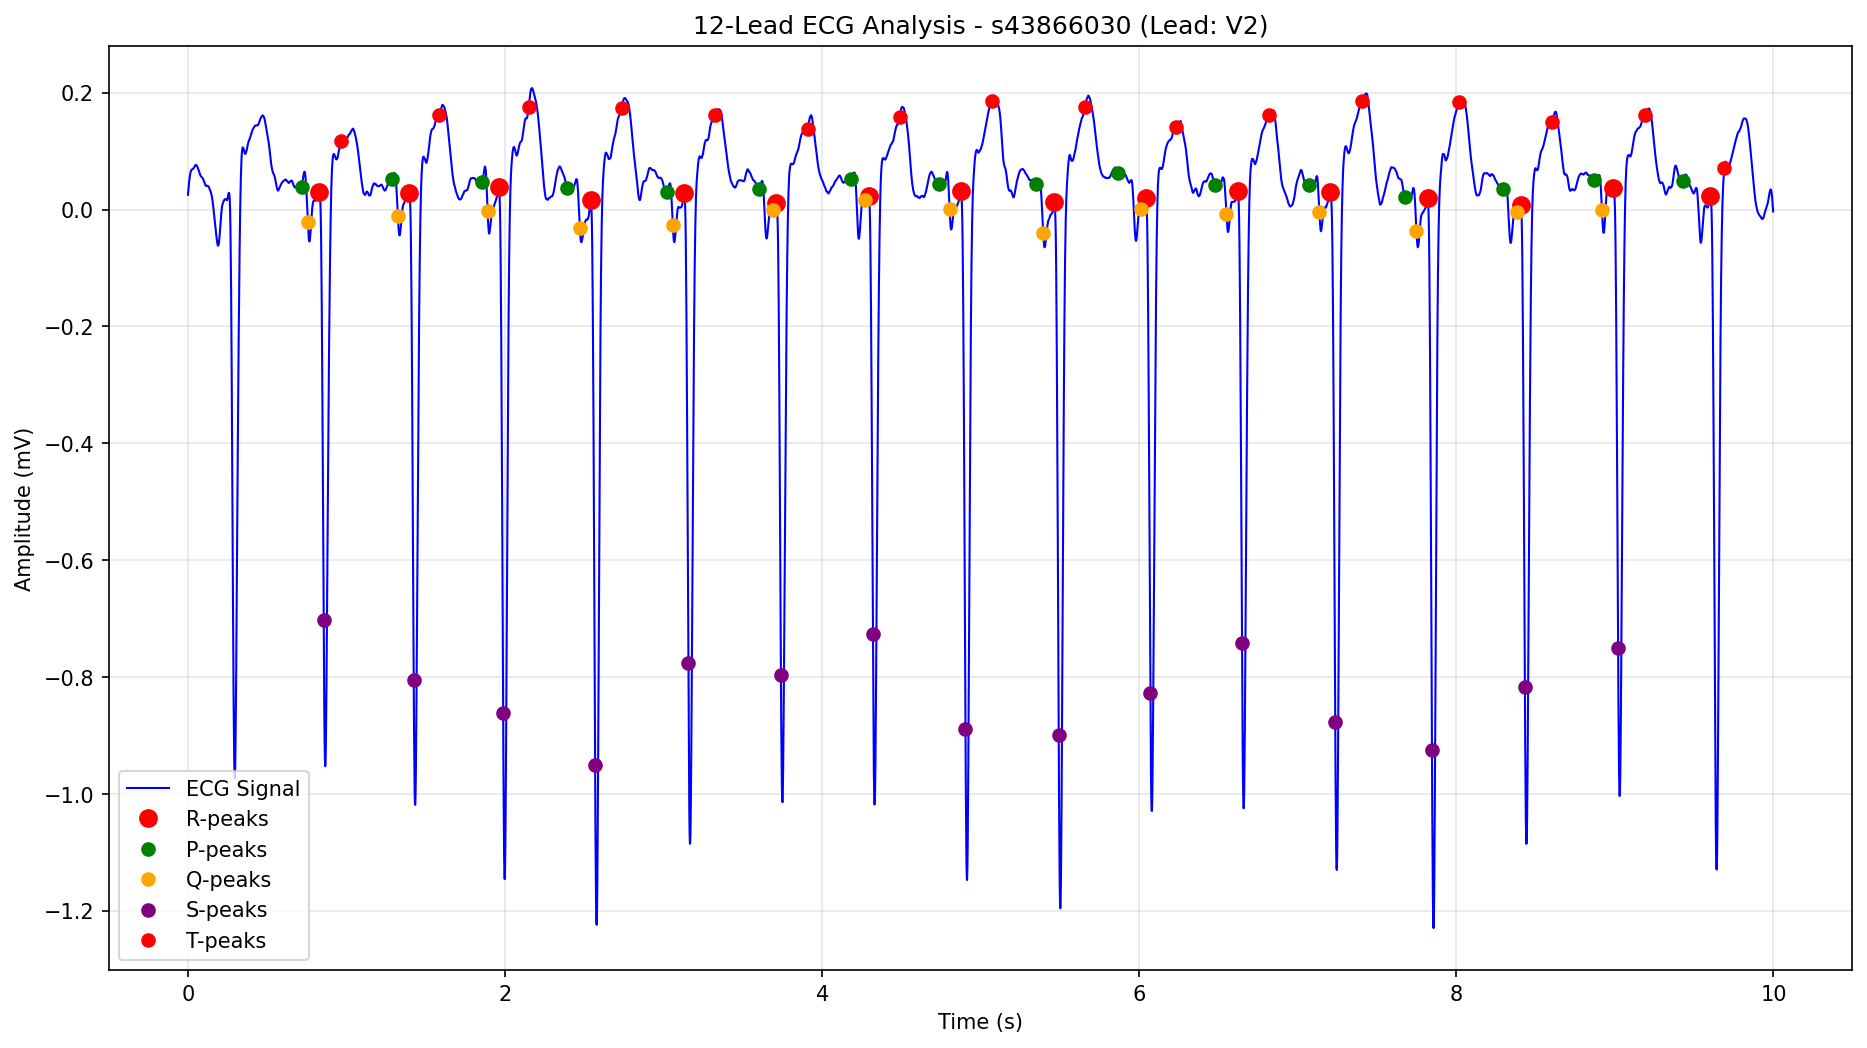 12-Lead ECG Analysis - s43866030 (Lead: V2)
0.2
0.0
−0.2
−0.4
−0.6
−0.8
−1.0
−1.2
Amplitude (mV)
ECG Signal
R-peaks
P-peaks
Q-peaks
S-peaks
T-peaks
0 2 4 6 8 10
Time (s)